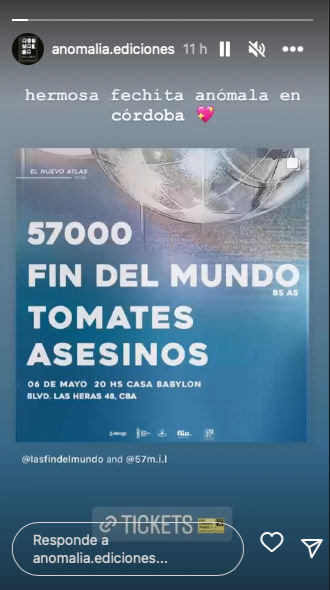 anomalia.ediciones 11 h
hermosa fechita anómala en
córdoba
EL NUEVO ATLAS
57000
FIN DEL MUNDO
BS AS
TOMATES
ASESINOS
06 DE MAYO 20 HS CASA BABYLON
BLVD. LAS HERAS 48, CBA
@lasfindelmundo and @57m.i.l
TICKETS
Responde a
anomalia.ediciones...